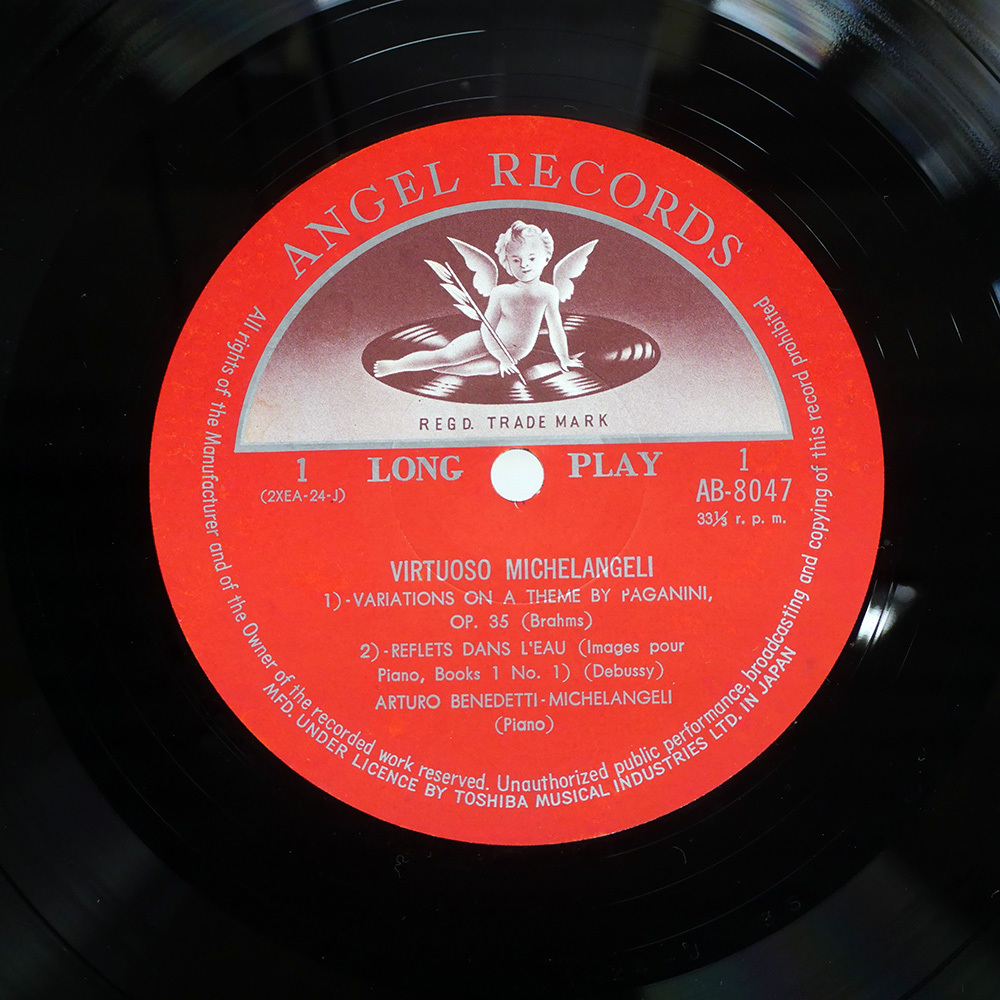 ANGEL RECORDS
REGD. TRADE MARK
1 LONG PLAY 1
(2XEA-24-J) AB-8047
33⅓ r. p. m.
VIRTUOSO MICHELANGELI
1)-VARIATIONS ON A THEME BY PAGANINI,
OP. 35 (Brahms)
2)-REFLETS DANS L'EAU (Images pour
Piano, Books 1 No. 1) (Debussy)
ARTURO BENEDETTI-MICHELANGELI
(Piano)
All rights of the Manufacturer and of the Owner of the recorded work reserved. Unauthorized public performance, broadcasting and copying of this record prohibited
MFD. UNDER LICENCE BY TOSHIBA MUSICAL INDUSTRIES LTD. IN JAPAN